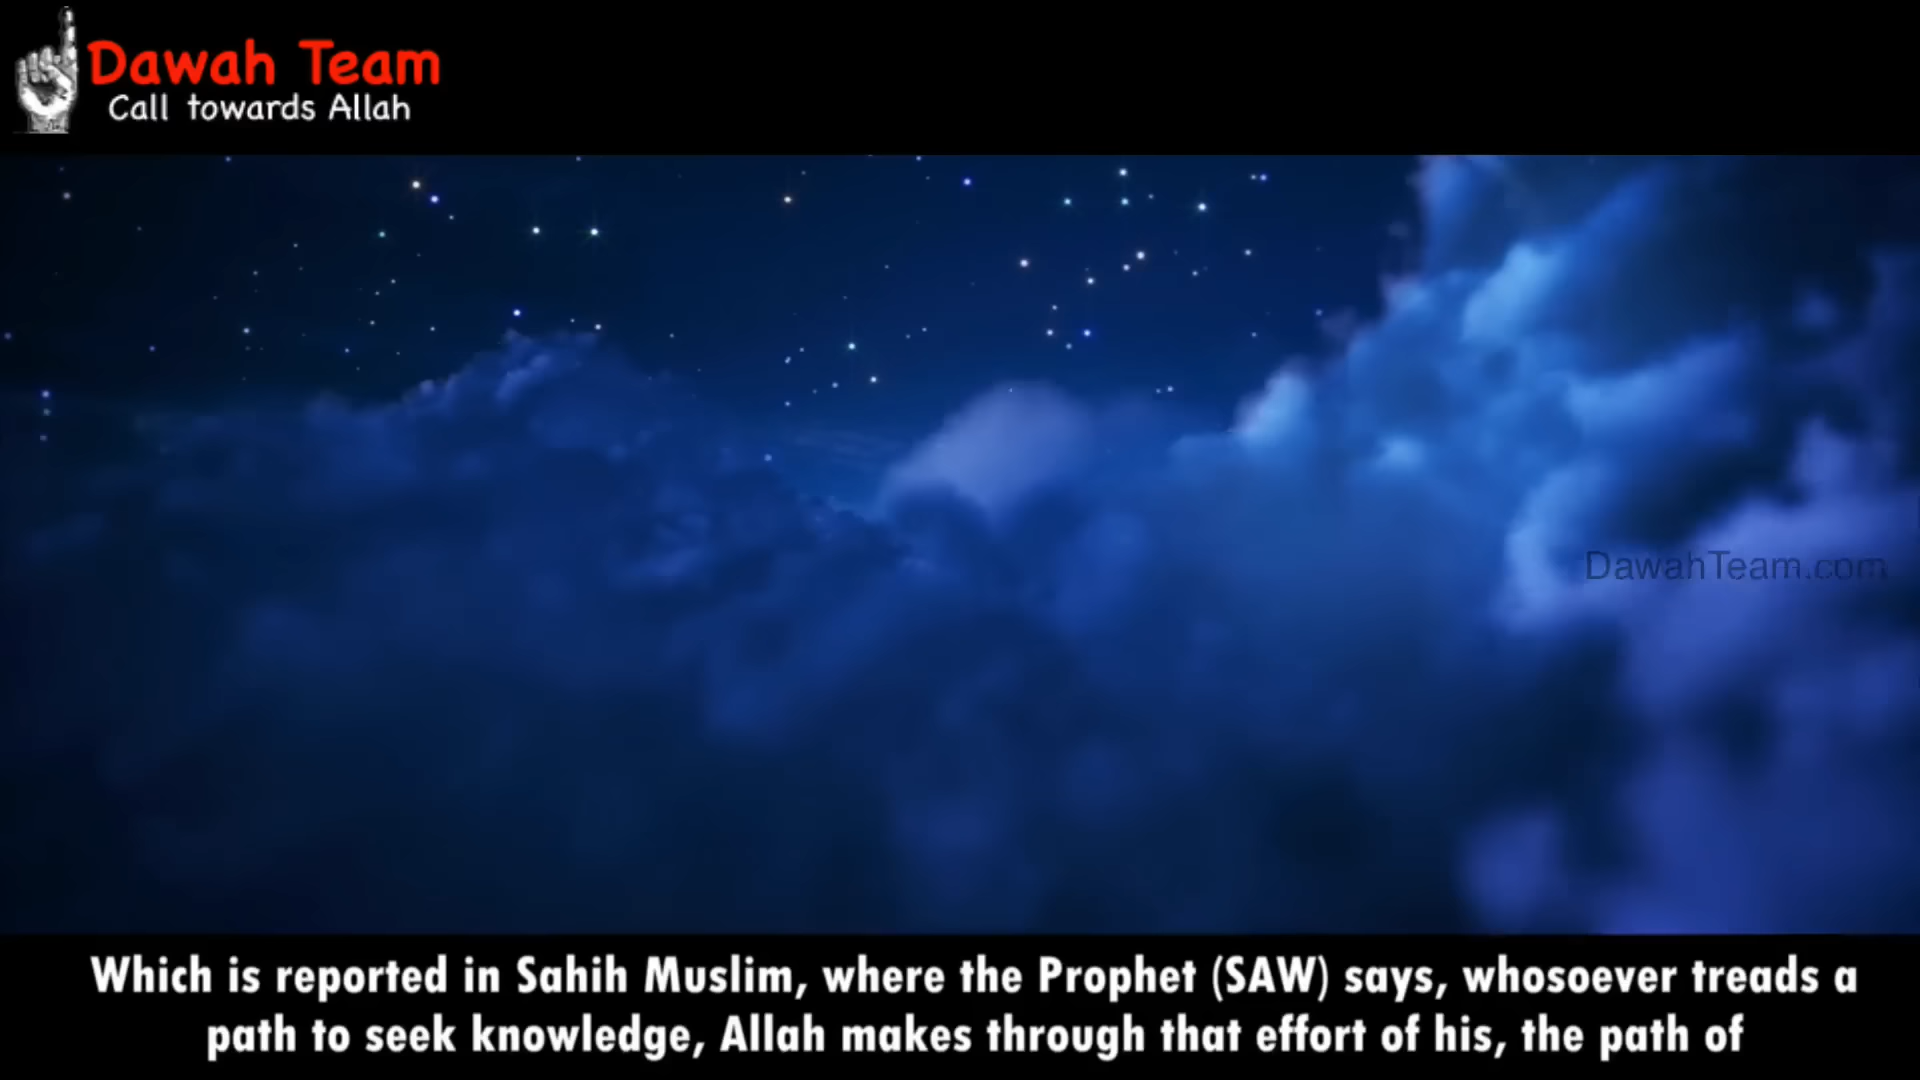 Dawah Team
Call towards Allah
DawahTeam.com
Which is reported in Sahih Muslim, where the Prophet (SAW) says, whosoever treads a
path to seek knowledge, Allah makes through that effort of his, the path of